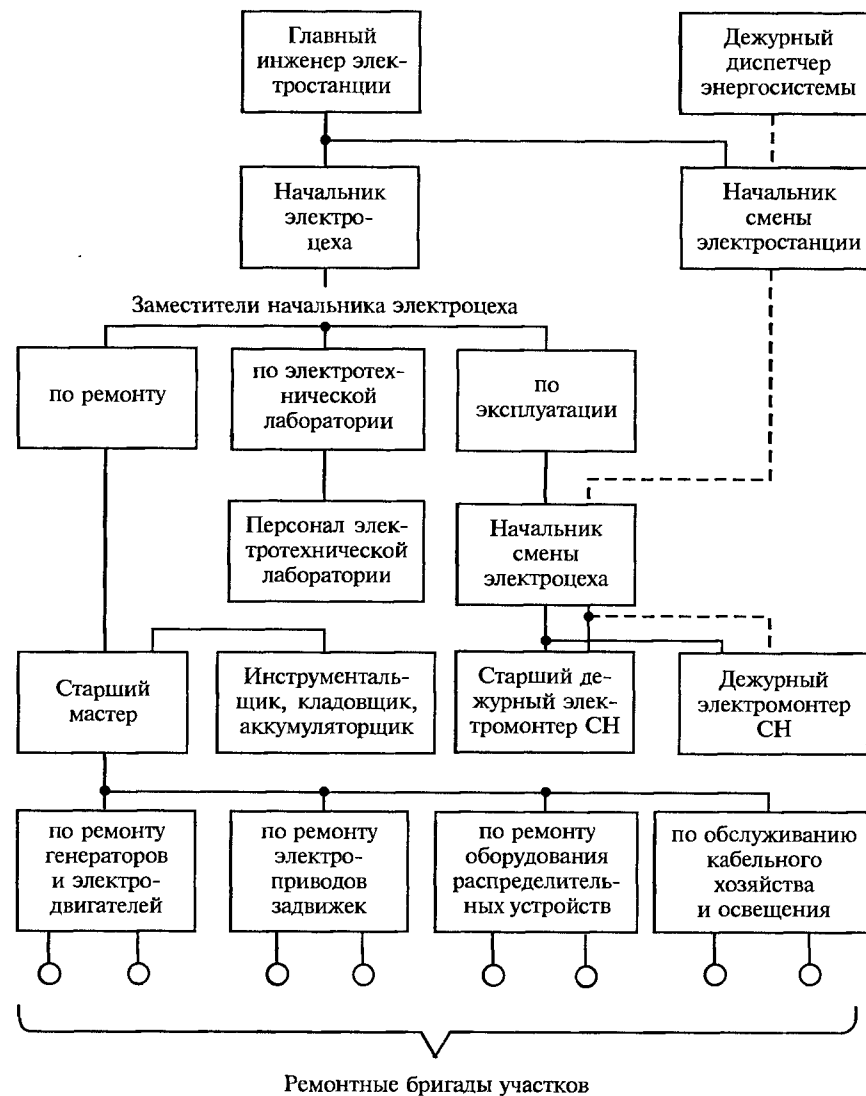 Главный
инженер элек-
тростанции
Дежурный
диспетчер
энергосистемы
Начальник
электро-
цеха
Начальник
смены
электростанции
Заместители начальника электроцеха
по ремонту
по электротех-
нической
лаборатории
по
эксплуатации
Персонал элек-
тротехнической
лаборатории
Начальник
смены
электроцеха
Старший
мастер
Инструменталь-
щик, кладовщик,
аккумуляторщик
Старший де-
журный элек-
тромонтер СН
Дежурный
электромонтер
СН
по ремонту
генераторов
и электро-
двигателей
по ремонту
электро-
приводов
задвижек
по ремонту
оборудования
распределитель-
ных устройств
по обслуживанию
кабельного
хозяйства
и освещения
Ремонтные бригады участков